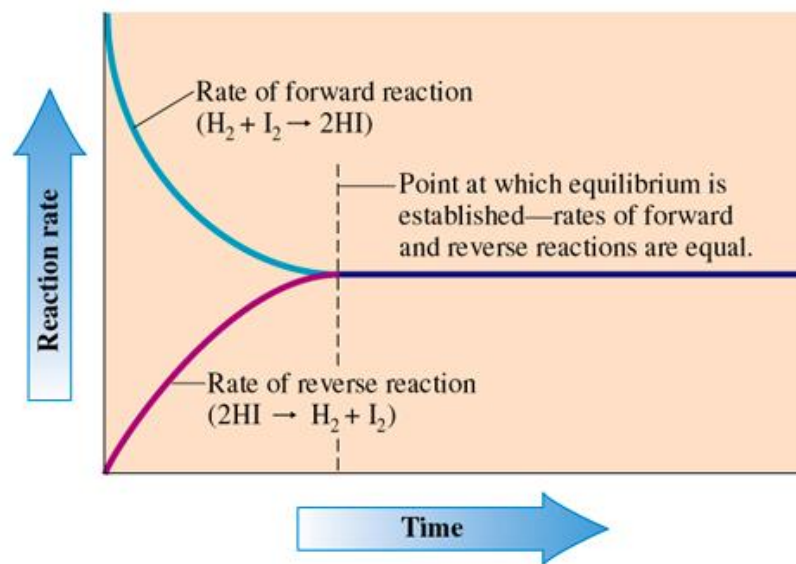 Rate of forward reaction
(H₂ + I₂ → 2HI)
Point at which equilibrium is
established—rates of forward
and reverse reactions are equal.
Reaction rate
Rate of reverse reaction
(2HI → H₂ + I₂)
Time